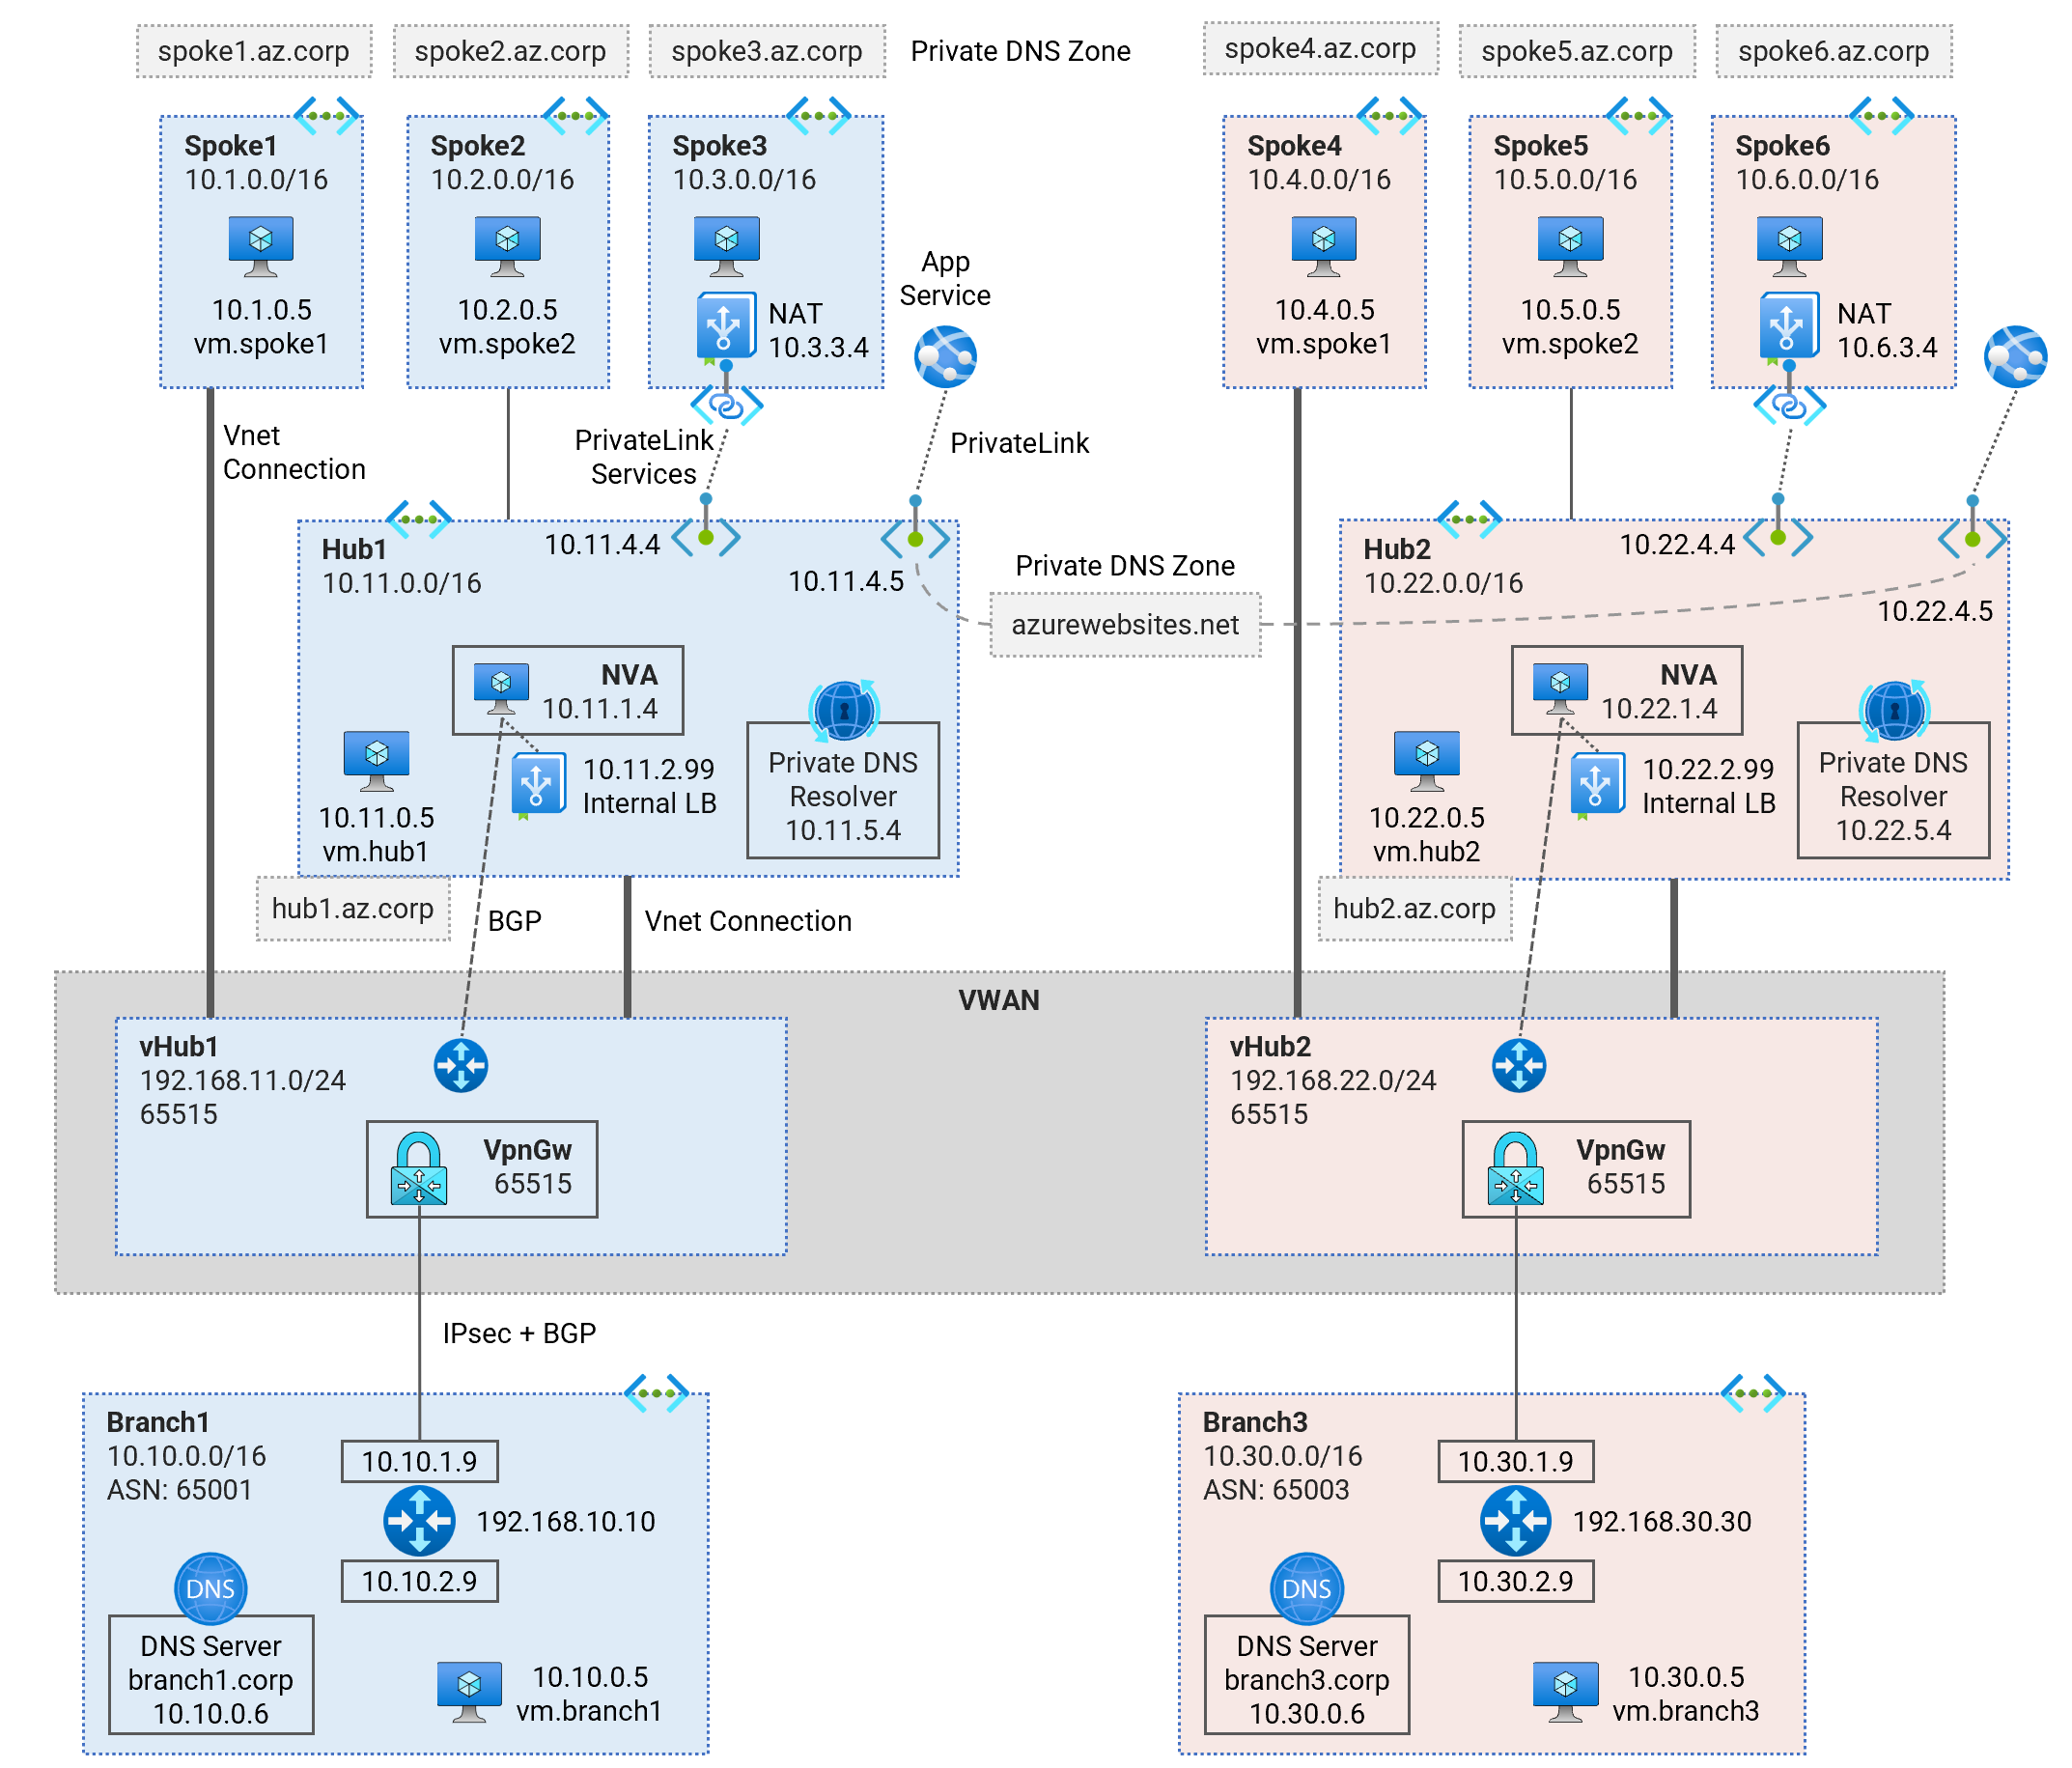 spoke1.az.corp
spoke2.az.corp
spoke3.az.corp
Private DNS Zone
spoke4.az.corp
spoke5.az.corp
spoke6.az.corp
Spoke1
10.1.0.0/16
10.1.0.5
vm.spoke1
Spoke2
10.2.0.0/16
10.2.0.5
vm.spoke2
Spoke3
10.3.0.0/16
NAT
10.3.3.4
App
Service
Spoke4
10.4.0.0/16
10.4.0.5
vm.spoke1
Spoke5
10.5.0.0/16
10.5.0.5
vm.spoke2
Spoke6
10.6.0.0/16
NAT
10.6.3.4
Vnet
Connection
PrivateLink
Services
PrivateLink
Hub1
10.11.0.0/16
10.11.4.4
10.11.4.5
NVA
10.11.1.4
10.11.2.99
Internal LB
10.11.0.5
vm.hub1
Private DNS
Resolver
10.11.5.4
Private DNS Zone
azurewebsites.net
Hub2
10.22.0.0/16
10.22.4.4
10.22.4.5
NVA
10.22.1.4
10.22.2.99
Internal LB
10.22.0.5
vm.hub2
Private DNS
Resolver
10.22.5.4
hub1.az.corp
BGP
Vnet Connection
hub2.az.corp
VWAN
vHub1
192.168.11.0/24
65515
VpnGw
65515
vHub2
192.168.22.0/24
65515
VpnGw
65515
IPsec + BGP
Branch1
10.10.0.0/16
ASN: 65001
10.10.1.9
192.168.10.10
10.10.2.9
DNS
DNS Server
branch1.corp
10.10.0.6
10.10.0.5
vm.branch1
Branch3
10.30.0.0/16
ASN: 65003
10.30.1.9
192.168.30.30
10.30.2.9
DNS
DNS Server
branch3.corp
10.30.0.6
10.30.0.5
vm.branch3